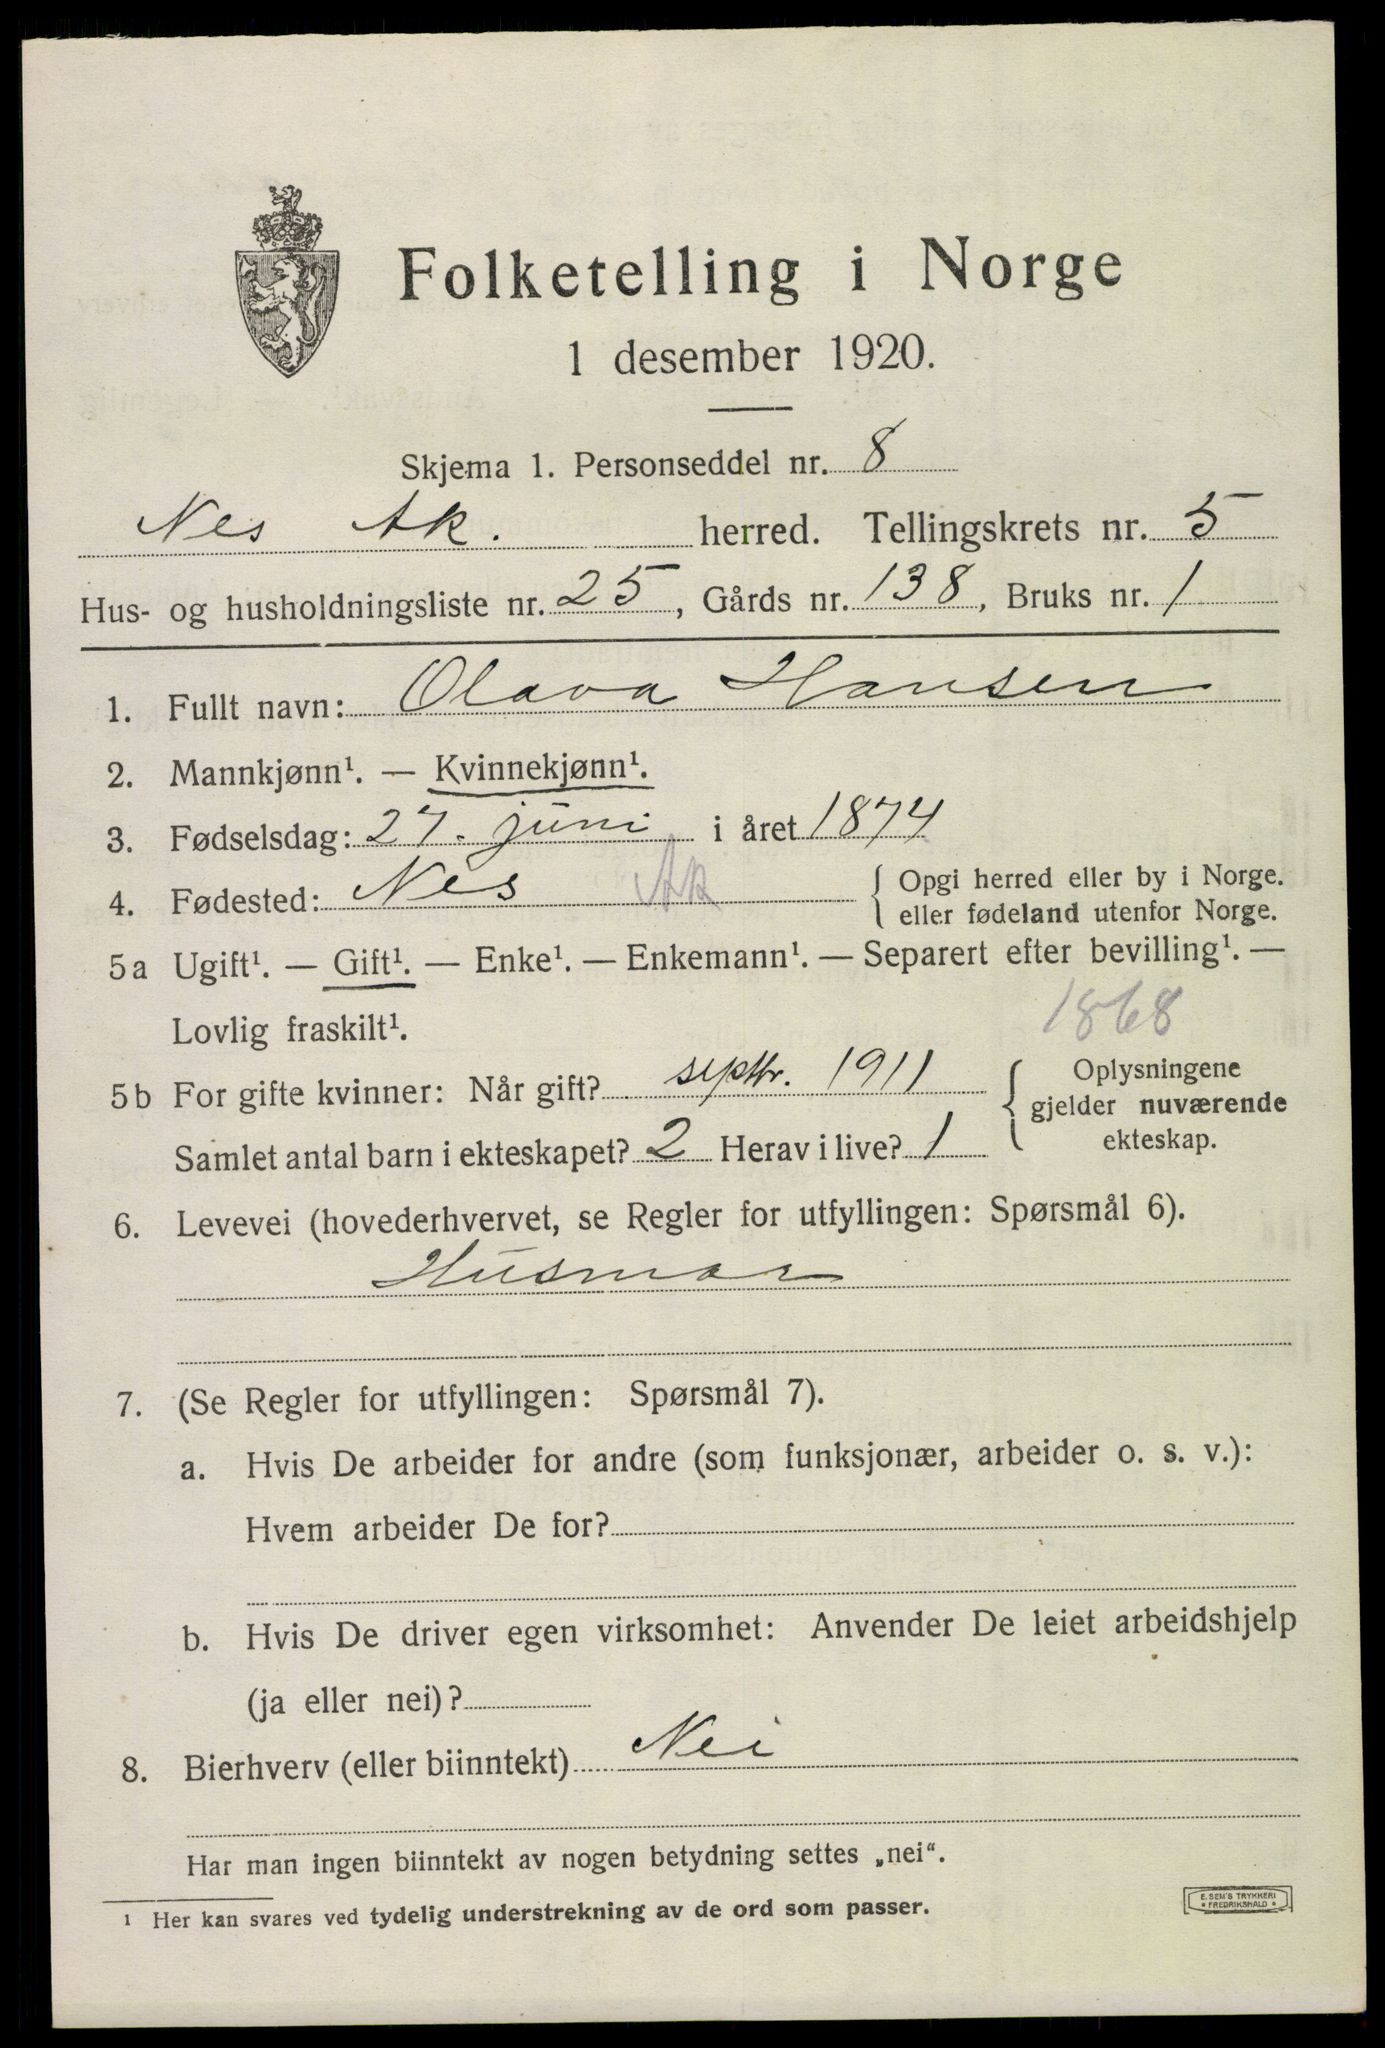 Folketelling i Norge
1 desember 1920.
Skjema 1. Personseddel nr. 8
Nes Ak. herred. Tellingskrets nr. 5
Hus- og husholdningsliste nr. 25, Gårds nr. 138, Bruks nr. 1
1. Fullt navn: Olava Hansen
2. Mannkjønn¹. — Kvinnekjønn¹.
3. Fødselsdag: 27. juni i året 1874
4. Fødested: Nes Ak { Opgi herred eller by i Norge.
eller fødeland utenfor Norge.
5a Ugift¹. — Gift¹. — Enke¹. — Enkemann¹. — Separert efter bevilling¹. —
Lovlig fraskilt¹. 1868
5b For gifte kvinner: Når gift? septbr. 1911 { Oplysningene
gjelder nuværende
Samlet antal barn i ekteskapet? 2 Herav i live? 1 ekteskap.
6. Levevei (hovederhvervet, se Regler for utfyllingen: Spørsmål 6).
Husmor
7. (Se Regler for utfyllingen: Spørsmål 7).
a. Hvis De arbeider for andre (som funksjonær, arbeider o. s. v.):
Hvem arbeider De for?
b. Hvis De driver egen virksomhet: Anvender De leiet arbeidshjelp
(ja eller nei)?
8. Bierhverv (eller biinntekt) Nei
Har man ingen biinntekt av nogen betydning settes „nei“.
¹ Her kan svares ved tydelig understrekning av de ord som passer.
E. SEM'S TRYKKERI
* FREDRIKSHALD *